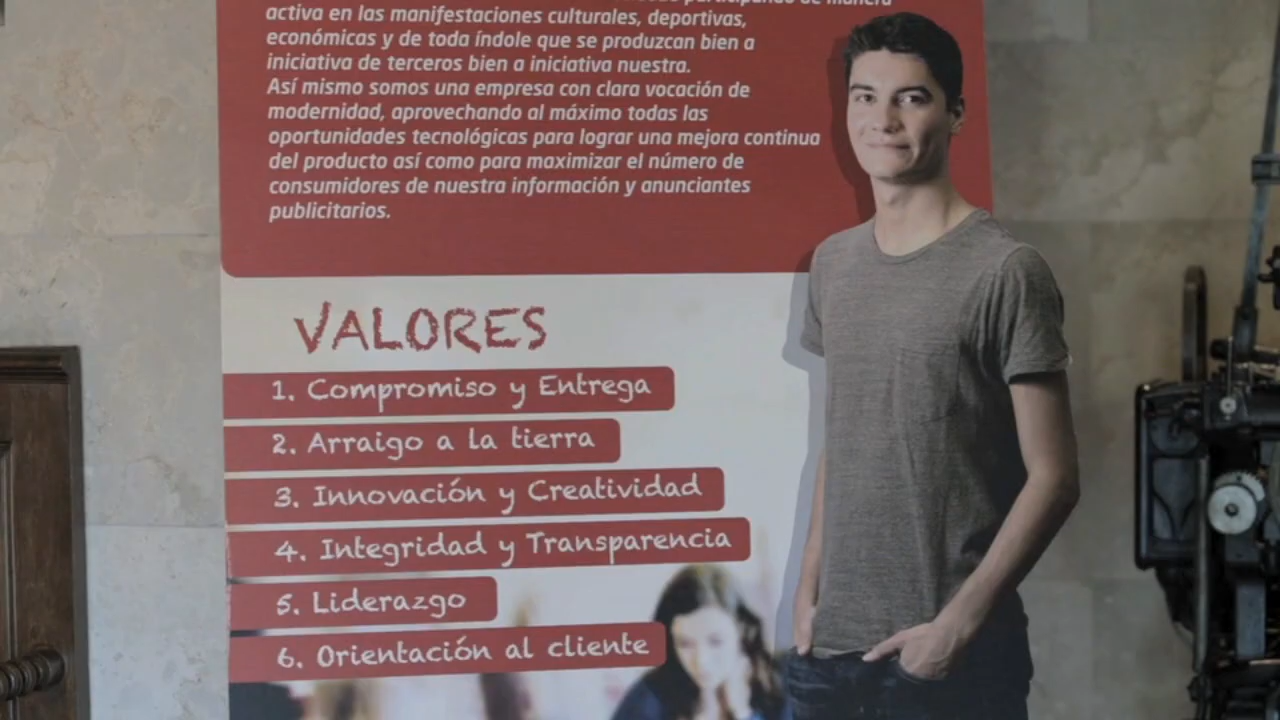 participando de manera
activa en las manifestaciones culturales, deportivas,
económicas y de toda índole que se produzcan bien a
iniciativa de terceros bien a iniciativa nuestra.
Así mismo somos una empresa con clara vocación de
modernidad, aprovechando al máximo todas las
oportunidades tecnológicas para lograr una mejora continua
del producto así como para maximizar el número de
consumidores de nuestra información y anunciantes
publicitarios.
VALORES
1. Compromiso y Entrega
2. Arraigo a la tierra
3. Innovación y Creatividad
4. Integridad y Transparencia
5. Liderazgo
6. Orientación al cliente